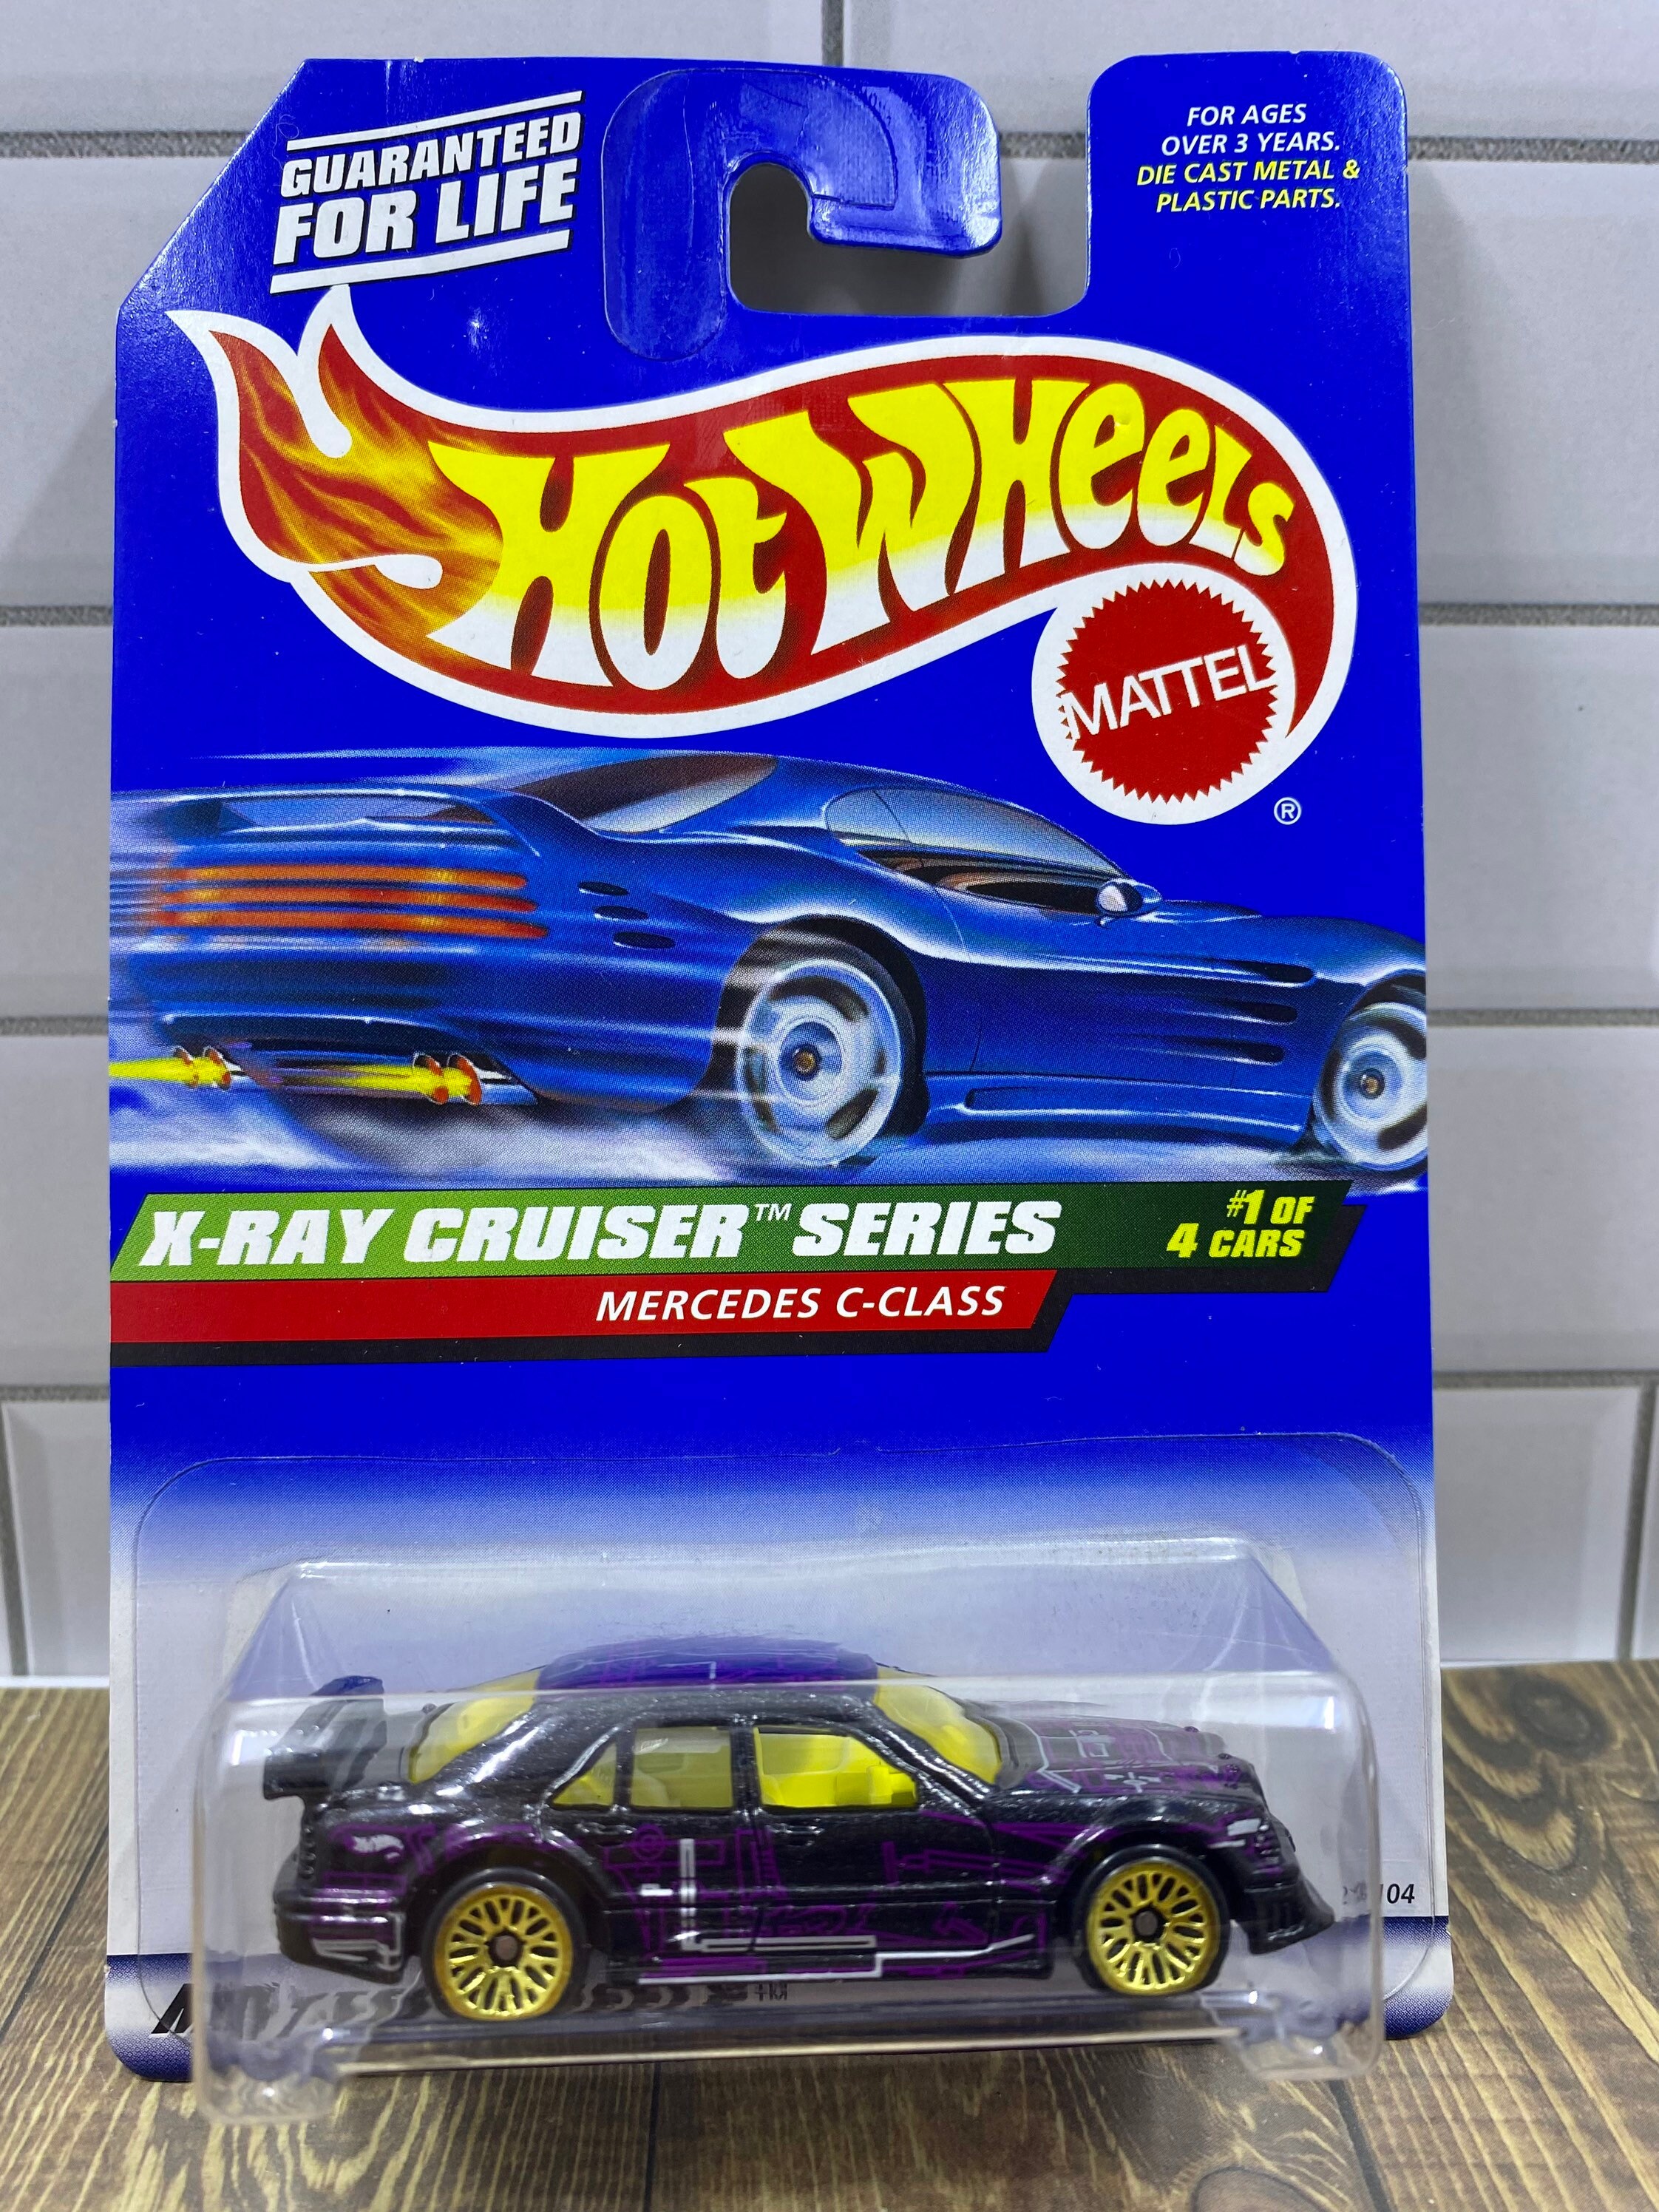 GUARANTEED
FOR LIFE
FOR AGES
OVER 3 YEARS.
DIE CAST METAL &
PLASTIC PARTS.
HOT WHEELS
MATTEL
®
X-RAY CRUISER™ SERIES
#1 OF
4 CARS
MERCEDES C-CLASS